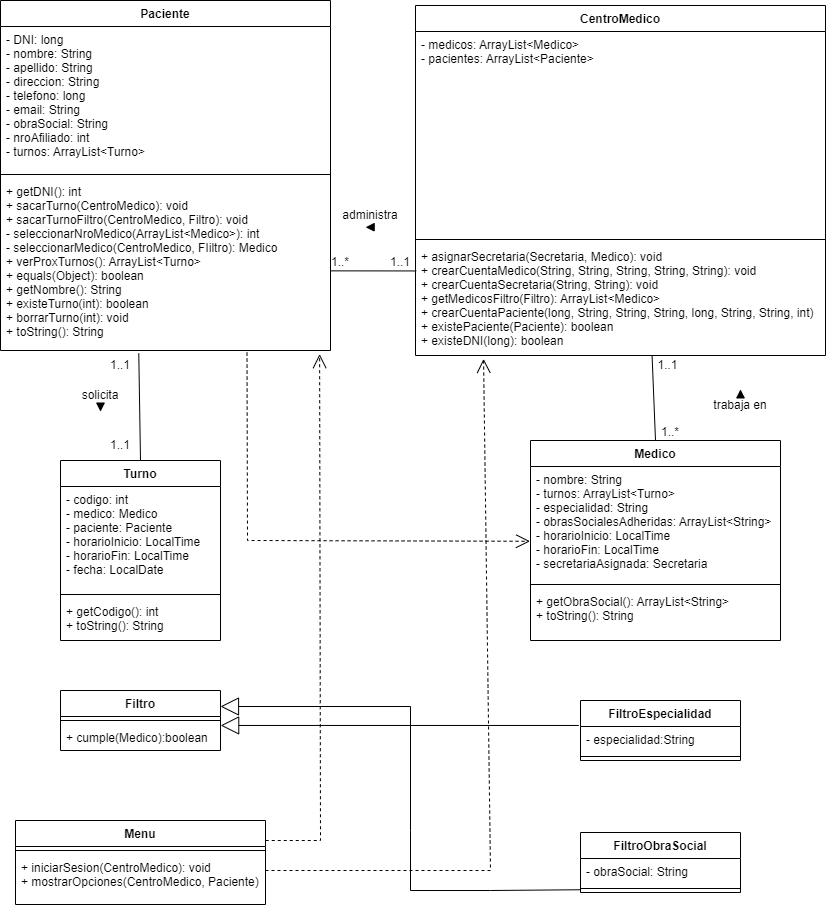 Paciente
- DNI: long
- nombre: String
- apellido: String
- direccion: String
- telefono: long
- email: String
- obraSocial: String
- nroAfiliado: int
- turnos: ArrayList<Turno>
+ getDNI(): int
+ sacarTurno(CentroMedico): void
+ sacarTurnoFiltro(CentroMedico, Filtro): void
- seleccionarNroMedico(ArrayList<Medico>): int
- seleccionarMedico(CentroMedico, FIiltro): Medico
+ verProxTurnos(): ArrayList<Turno>
+ equals(Object): boolean
+ getNombre(): String
+ existeTurno(int): boolean
+ borrarTurno(int): void
+ toString(): String
administra
1..*
1..1
CentroMedico
- medicos: ArrayList<Medico>
- pacientes: ArrayList<Paciente>
+ asignarSecretaria(Secretaria, Medico): void
+ crearCuentaMedico(String, String, String, String, String): void
+ crearCuentaSecretaria(String, String): void
+ getMedicosFiltro(Filtro): ArrayList<Medico>
+ crearCuentaPaciente(long, String, String, String, long, String, String, int)
+ existePaciente(Paciente): boolean
+ existeDNI(long): boolean
1..1
solicita
1..1
1..1
trabaja en
1..*
Turno
- codigo: int
- medico: Medico
- paciente: Paciente
- horarioInicio: LocalTime
- horarioFin: LocalTime
- fecha: LocalDate
+ getCodigo(): int
+ toString(): String
Medico
- nombre: String
- turnos: ArrayList<Turno>
- especialidad: String
- obrasSocialesAdheridas: ArrayList<String>
- horarioInicio: LocalTime
- horarioFin: LocalTime
- secretariaAsignada: Secretaria
+ getObraSocial(): ArrayList<String>
+ toString(): String
Filtro
+ cumple(Medico):boolean
FiltroEspecialidad
- especialidad:String
Menu
+ iniciarSesion(CentroMedico): void
+ mostrarOpciones(CentroMedico, Paciente)
FiltroObraSocial
- obraSocial: String